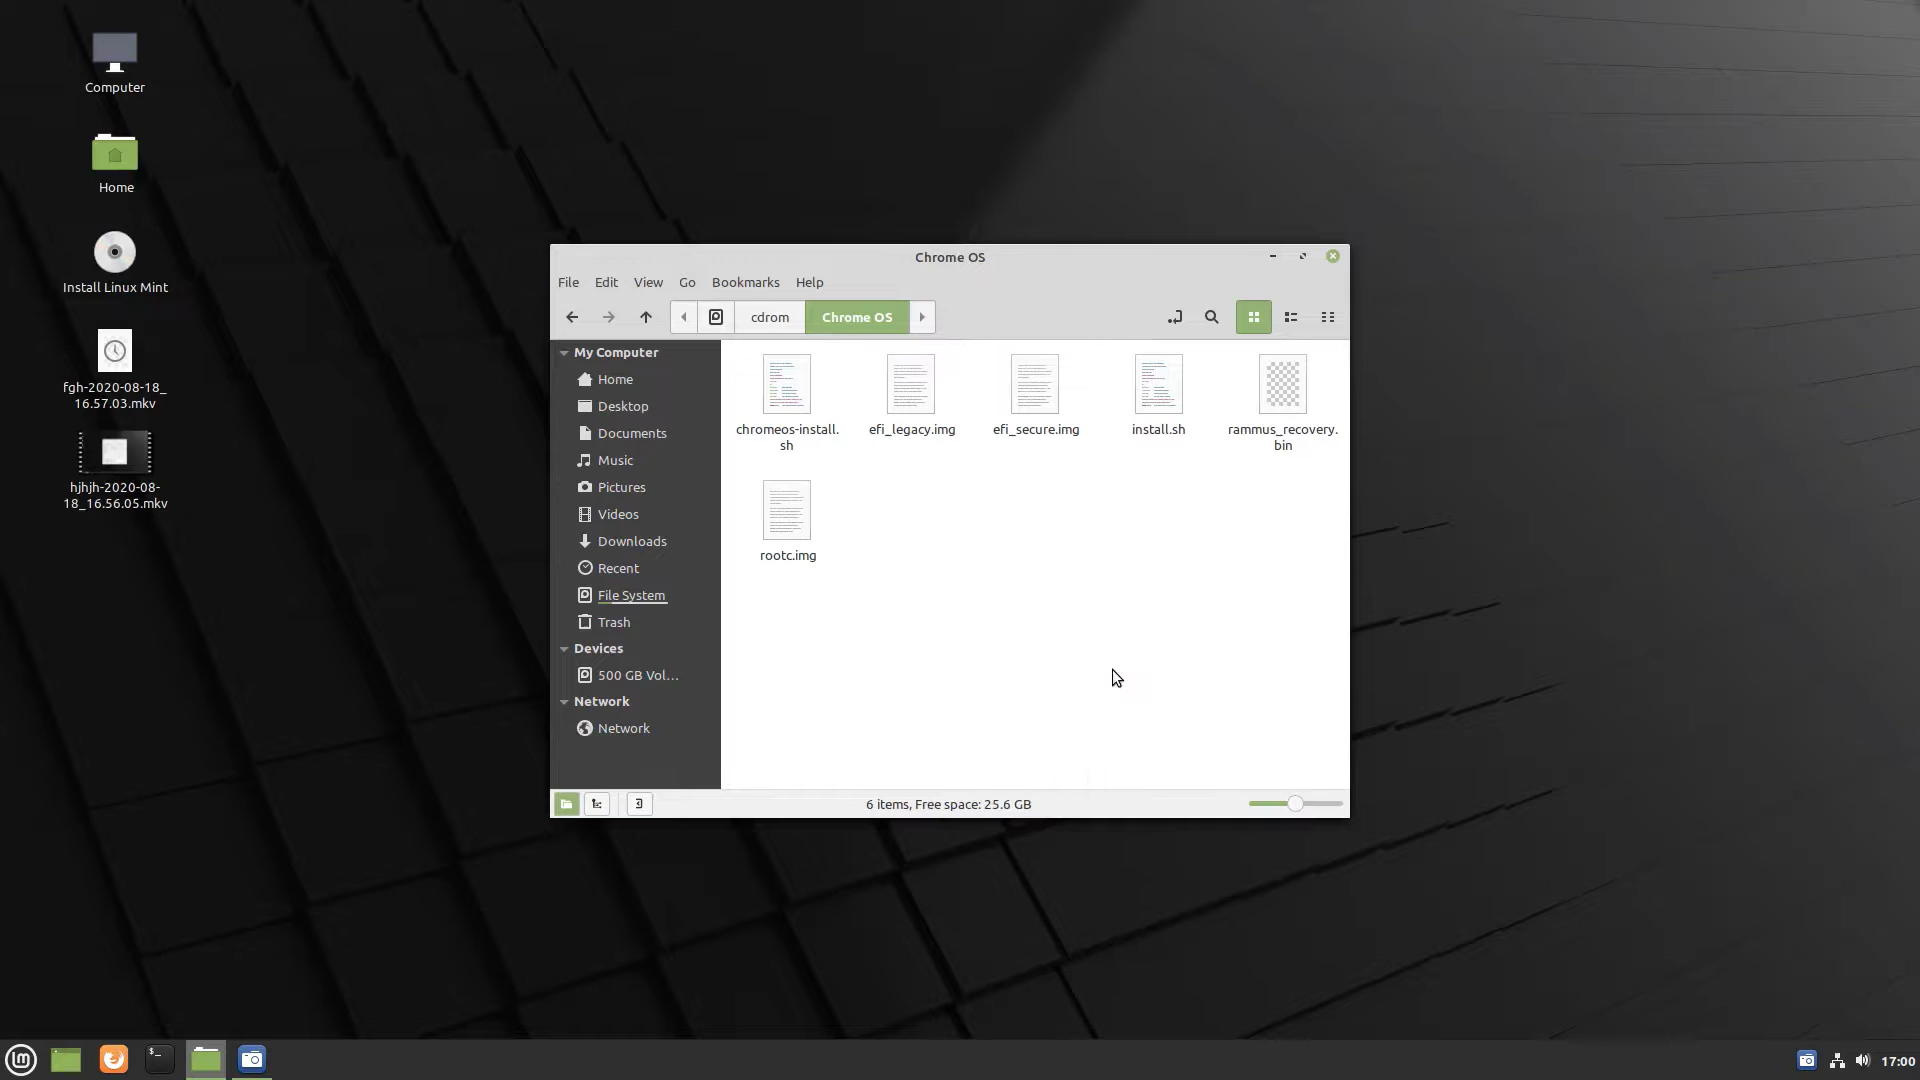 Computer
Home
Install Linux Mint
fgh-2020-08-18_
16.57.03.mkv
hjhjh-2020-08-
18_16.56.05.mkv
Chrome OS
File Edit View Go Bookmarks Help
cdrom Chrome OS
My Computer
Home
Desktop
Documents
Music
Pictures
Videos
Downloads
Recent
File System
Trash
Devices
500 GB Vol...
Network
Network
chromeos-install.
sh
efi_legacy.img
efi_secure.img
install.sh
rammus_recovery.
bin
rootc.img
6 items, Free space: 25.6 GB
17:00